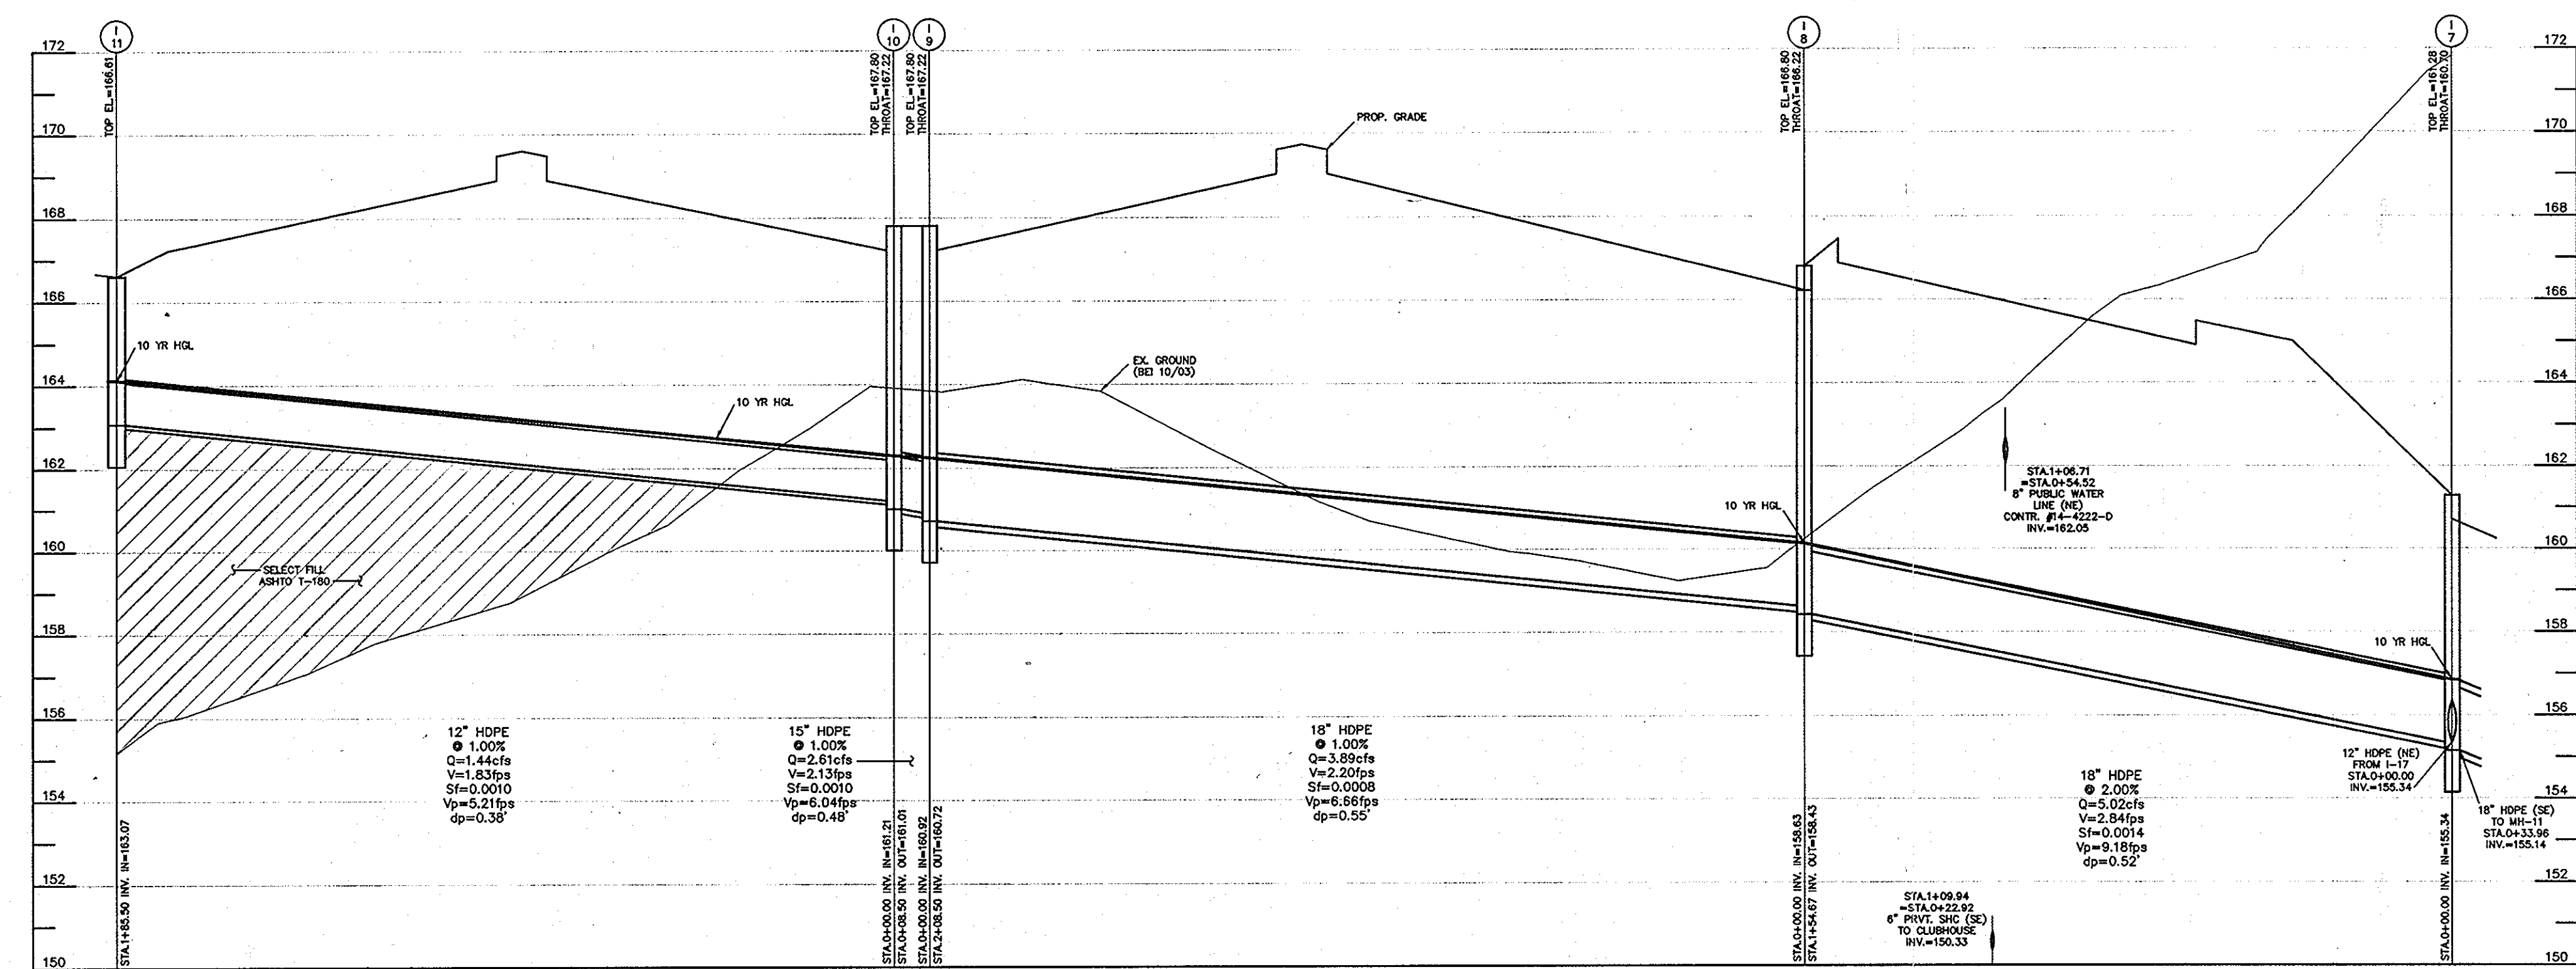 I
11
I
10
I
9
I
8
I
7
172
170
168
166
164
162
160
158
156
154
152
150
172
170
168
166
164
162
160
158
156
154
152
150
TOP EL.=166.61
TOP EL.=167.80
THROAT=167.22
TOP EL.=167.80
THROAT=167.22
TOP EL.=166.80
THROAT=166.22
TOP EL.=161.28
THROAT=160.70
PROP. GRADE
10 YR HGL
10 YR HGL
EX. GROUND
(BEI 10/03)
10 YR HGL
10 YR HGL
SELECT FILL
ASHTO T-180
STA.1+06.71
=STA.0+54.52
8" PUBLIC WATER
LINE (NE)
CONTR. #14-4222-D
INV.=162.05
12" HDPE
@ 1.00%
Q=1.44cfs
V=1.83fps
Sf=0.0010
Vp=5.21fps
dp=0.38'
15" HDPE
@ 1.00%
Q=2.61cfs
V=2.13fps
Sf=0.0010
Vp=6.04fps
dp=0.48'
18" HDPE
@ 1.00%
Q=3.89cfs
V=2.20fps
Sf=0.0008
Vp=6.66fps
dp=0.55'
18" HDPE
@ 2.00%
Q=5.02cfs
V=2.84fps
Sf=0.0014
Vp=9.18fps
dp=0.52'
12" HDPE (NE)
FROM I-17
STA.0+00.00
INV.=155.34
18" HDPE (SE)
TO MH-11
STA.0+33.96
INV.=155.14
STA.1+09.94
=STA.0+22.92
6" PRVT. SHC (SE)
TO CLUBHOUSE
INV.=150.33
STA.1+85.50 INV. IN=163.07
STA.0+00.00 INV. IN=161.21
STA.0+08.50 INV. OUT=161.01
STA.0+00.00 INV. IN=160.92
STA.2+08.50 INV. OUT=160.72
STA.0+00.00 INV. IN=158.63
STA.1+54.67 INV. OUT=158.43
STA.0+00.00 INV. IN=155.34